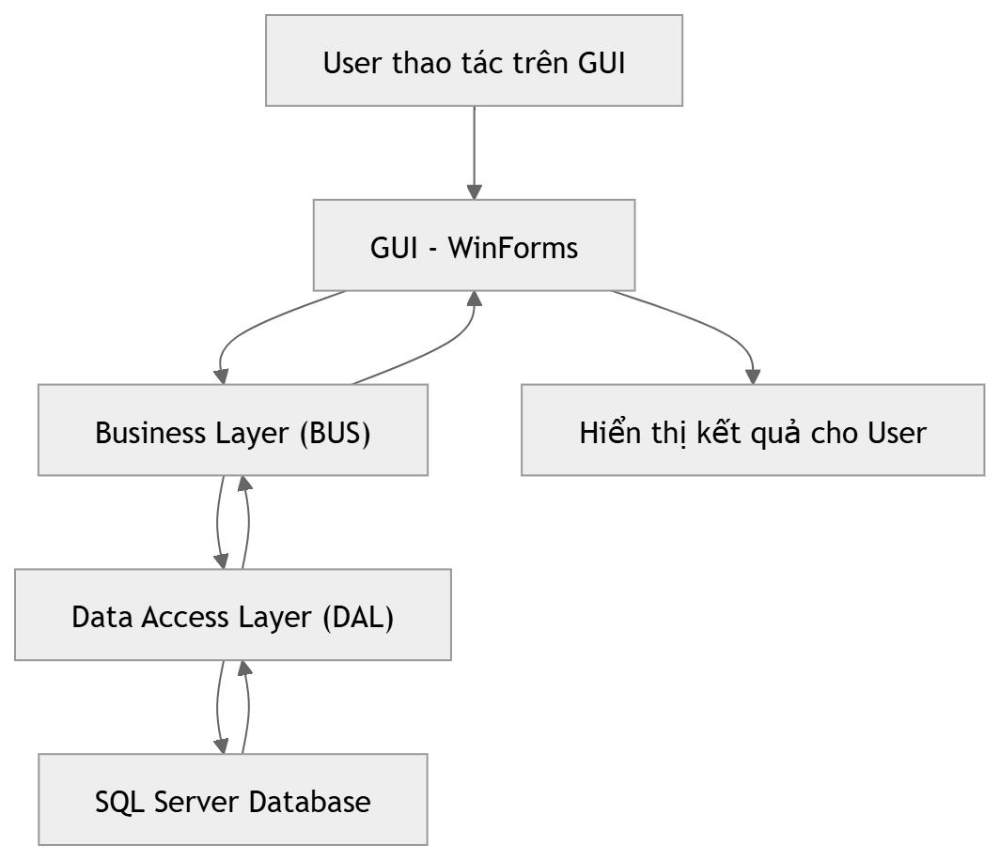 User thao tác trên GUI
GUI - WinForms
Business Layer (BUS)
Hiển thị kết quả cho User
Data Access Layer (DAL)
SQL Server Database